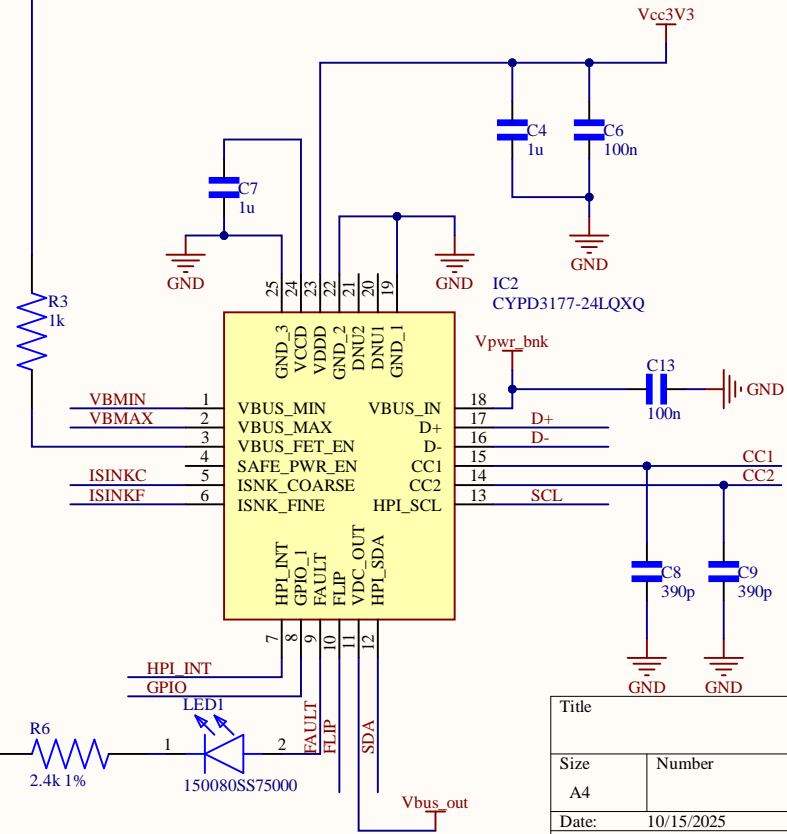 Vcc3V3
C4
1u
C6
100n
C7
1u
GND
GND
GND
IC2
CYPD3177-24LQXQ
R3
1k
25
24
23
22
21
20
19
GND_3
VCCD
VDDD
GND_2
DNU2
DNU1
GND_1
Vpwr_bnk
C13
100n
GND
VBMIN
1
VBUS_MIN
VBUS_IN
18
VBMAX
2
VBUS_MAX
D+
17
D+
3
VBUS_FET_EN
D-
16
D-
4
SAFE_PWR_EN
CC1
15
CC1
ISINKC
5
ISNK_COARSE
CC2
14
CC2
ISINKF
6
ISNK_FINE
HPI_SCL
13
SCL
HPI_INT
GPIO_1
FAULT
FLIP
VDC_OUT
HPI_SDA
7
8
9
10
11
12
C8
390p
C9
390p
GND
GND
HPI_INT
GPIO
LED1
FAULT
FLIP
SDA
R6
2.4k 1%
1
2
150080SS75000
Vbus_out
Title
Size
Number
A4
Date:
10/15/2025